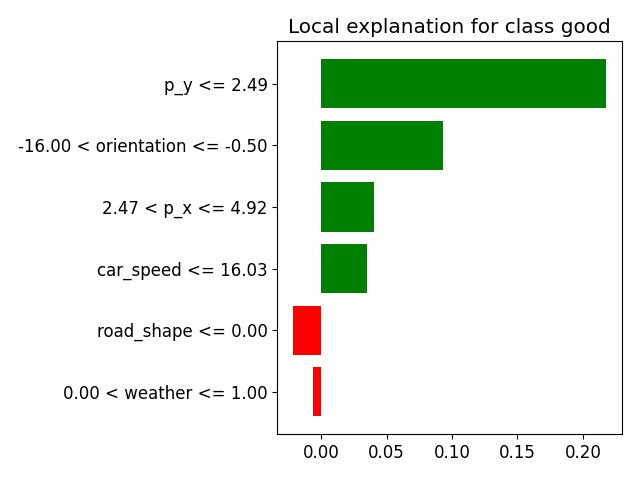 Local explanation for class good
p_y <= 2.49
-16.00 < orientation <= -0.50
2.47 < p_x <= 4.92
car_speed <= 16.03
road_shape <= 0.00
0.00 < weather <= 1.00
0.00 0.05 0.10 0.15 0.20